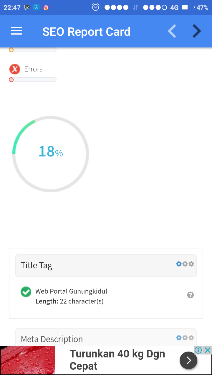 22:47 4G 47%
SEO Report Card
Errors
18%
Title Tag
Web Portal Gunungkidul
Length: 22 character(s)
Meta Description
Turunkan 40 kg Dgn
Cepat